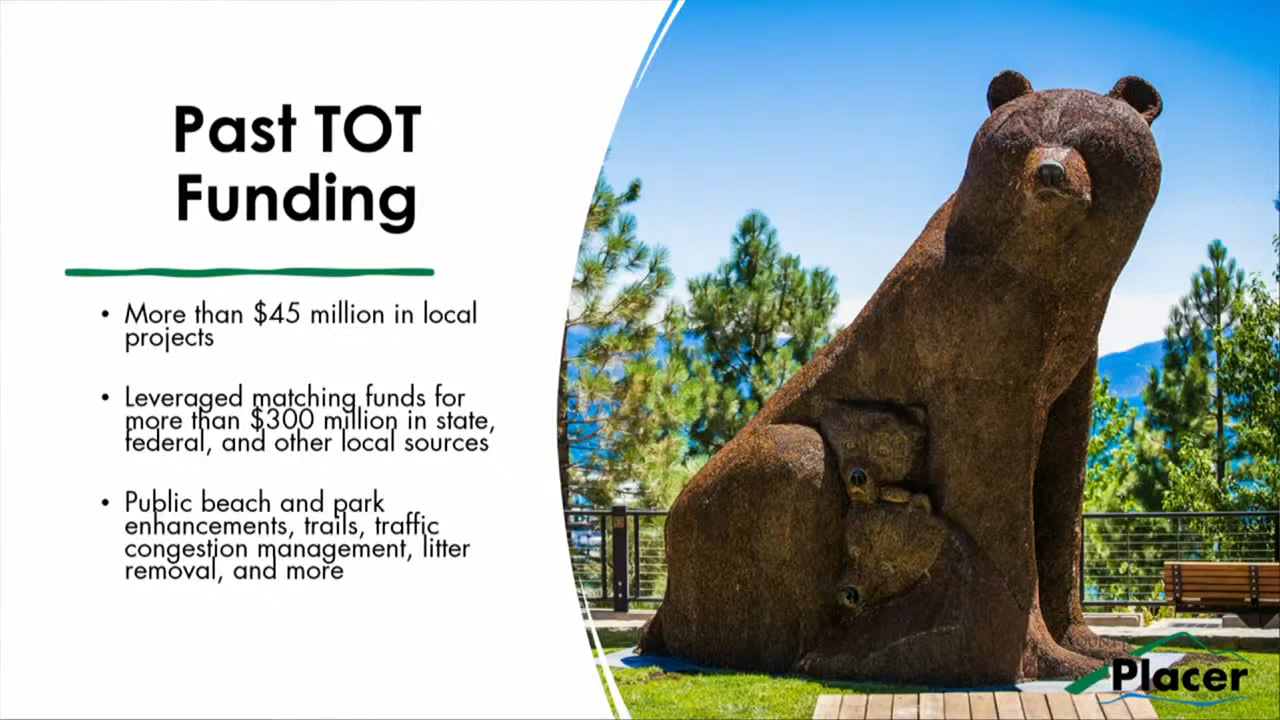 Past TOT
Funding
• More than $45 million in local
projects
• Leveraged matching funds for
more than $300 million in state,
federal, and other local sources
• Public beach and park
enhancements, trails, traffic
congestion management, litter
removal, and more
Placer